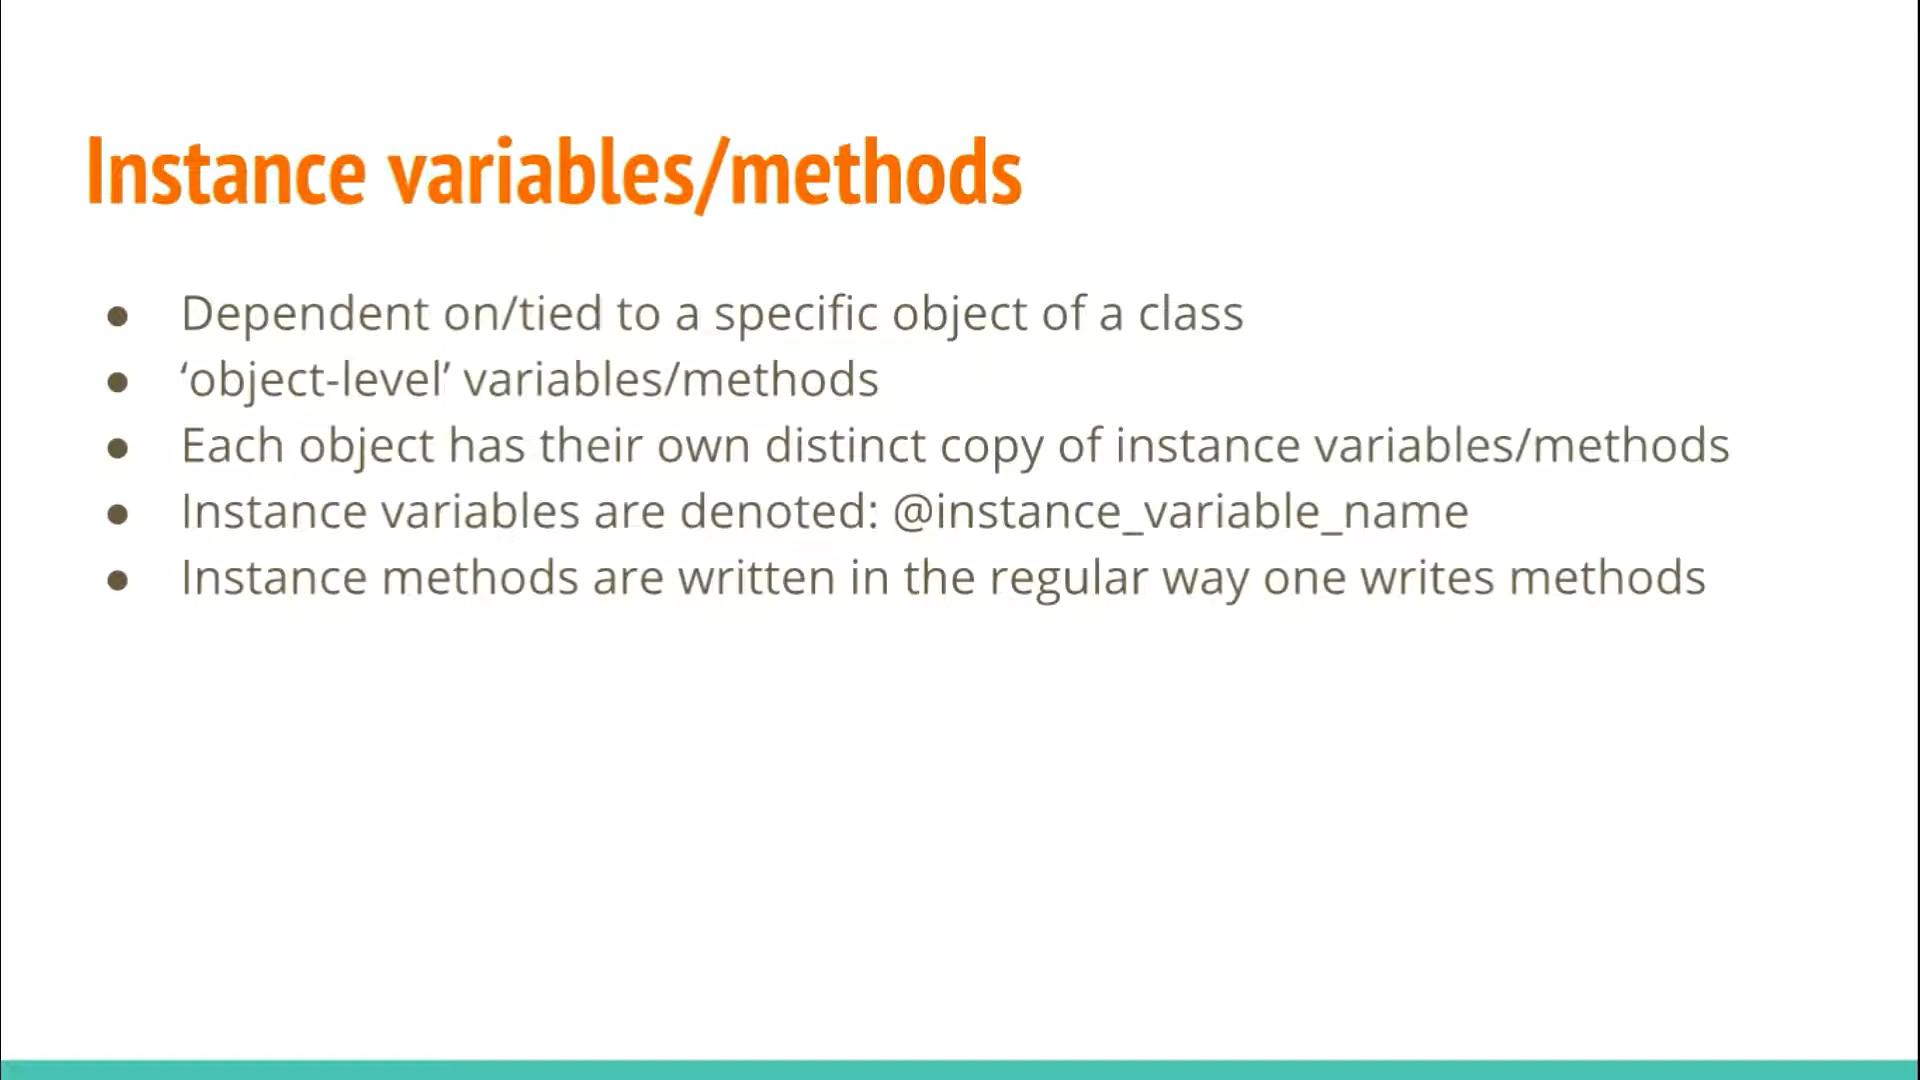 Instance variables/methods
● Dependent on/tied to a specific object of a class
● ‘object-level’ variables/methods
● Each object has their own distinct copy of instance variables/methods
● Instance variables are denoted: @instance_variable_name
● Instance methods are written in the regular way one writes methods